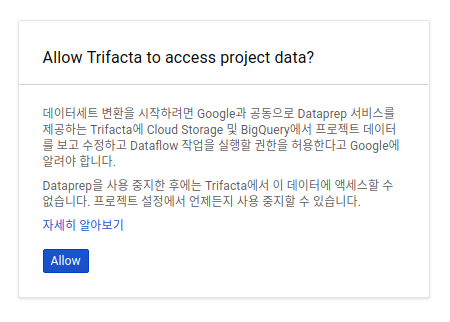 Allow Trifacta to access project data?
데이터세트 변환을 시작하려면 Google과 공동으로 Dataprep 서비스를
제공하는 Trifacta에 Cloud Storage 및 BigQuery에서 프로젝트 데이터
를 보고 수정하고 Dataflow 작업을 실행할 권한을 허용한다고 Google에
알려야 합니다.
Dataprep을 사용 중지한 후에는 Trifacta에서 이 데이터에 액세스할 수
없습니다. 프로젝트 설정에서 언제든지 사용 중지할 수 있습니다.
자세히 알아보기
Allow